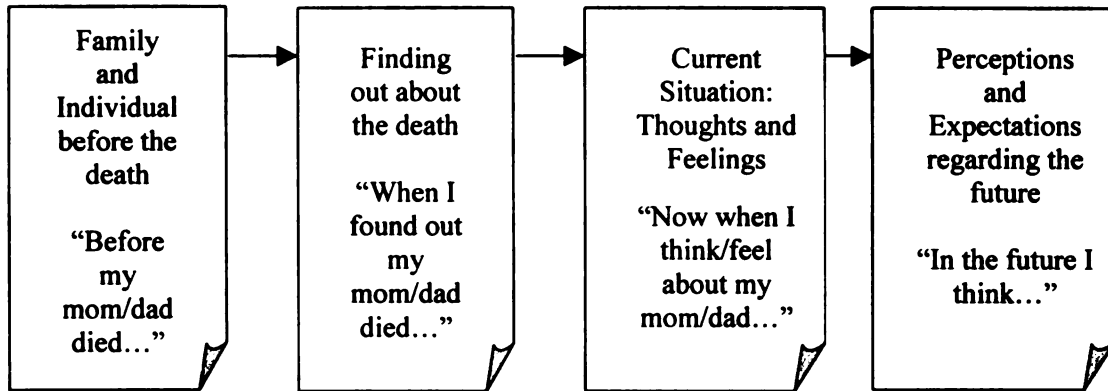 Family
and
Individual
before the
death
“Before
my
mom/dad
died…”
Finding
out about
the death
“When I
found out
my
mom/dad
died…”
Current
Situation:
Thoughts and
Feelings
“Now when I
think/feel
about my
mom/dad…”
Perceptions
and
Expectations
regarding the
future
“In the future I
think…”